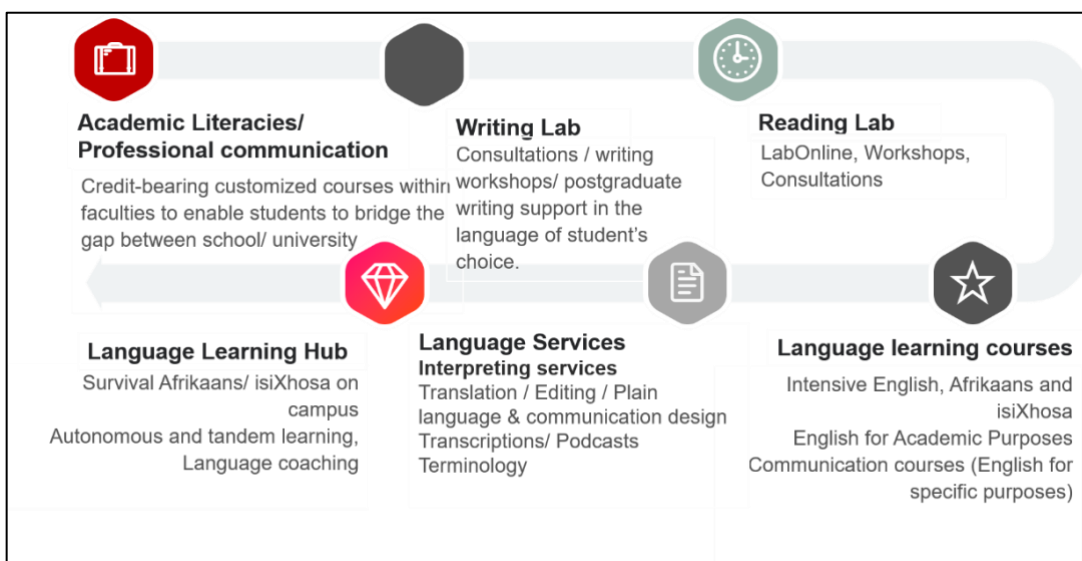 Academic Literacies/
Professional communication
Credit-bearing customized courses within
faculties to enable students to bridge the
gap between school/ university
Writing Lab
Consultations / writing
workshops/ postgraduate
writing support in the
language of student's
choice.
Reading Lab
LabOnline, Workshops,
Consultations
Language Learning Hub
Survival Afrikaans/ isiXhosa on
campus
Autonomous and tandem learning,
Language coaching
Language Services
Interpreting services
Translation / Editing / Plain
language & communication design
Transcriptions/ Podcasts
Terminology
Language learning courses
Intensive English, Afrikaans and
isiXhosa
English for Academic Purposes
Communication courses (English for
specific purposes)